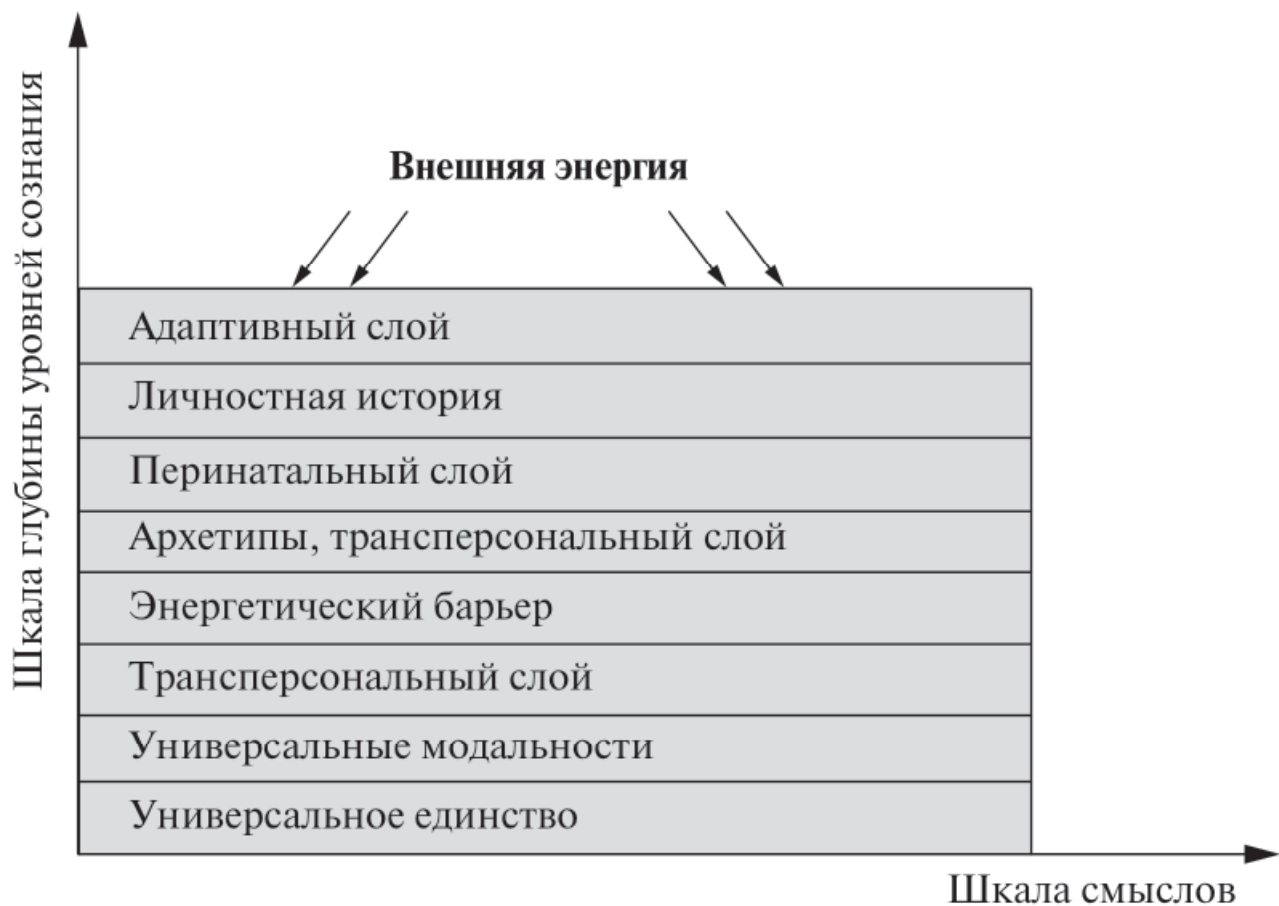 Шкала глубины уровней сознания
Внешняя энергия
Адаптивный слой
Личностная история
Перинатальный слой
Архетипы, трансперсональный слой
Энергетический барьер
Трансперсональный слой
Универсальные модальности
Универсальное единство
Шкала смыслов